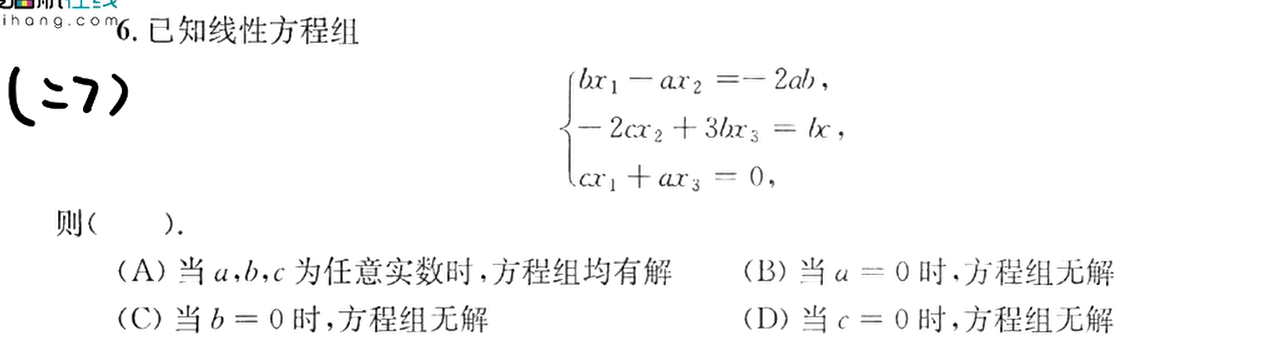 ihang.com
6. 已知线性方程组
(二7)
bx₁ − ax₂ = − 2ab,
− 2cx₂ + 3bx₃ = bc,
cx₁ + ax₃ = 0,
则(  ).
(A) 当 a,b,c 为任意实数时,方程组均有解 (B) 当 a = 0 时,方程组无解
(C) 当 b = 0 时,方程组无解 (D) 当 c = 0 时,方程组无解